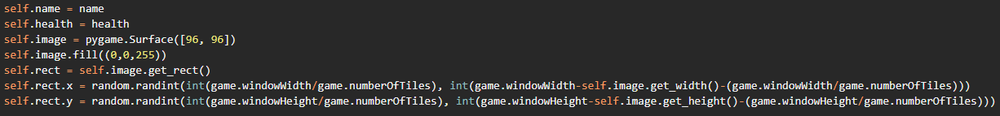 self.name = name
self.health = health
self.image = pygame.Surface([96, 96])
self.image.fill((0,0,255))
self.rect = self.image.get_rect()
self.rect.x = random.randint(int(game.windowWidth/game.numberOfTiles), int(game.windowWidth-self.image.get_width()-(game.windowWidth/game.numberOfTiles)))
self.rect.y = random.randint(int(game.windowHeight/game.numberOfTiles), int(game.windowHeight-self.image.get_height()-(game.windowHeight/game.numberOfTiles)))